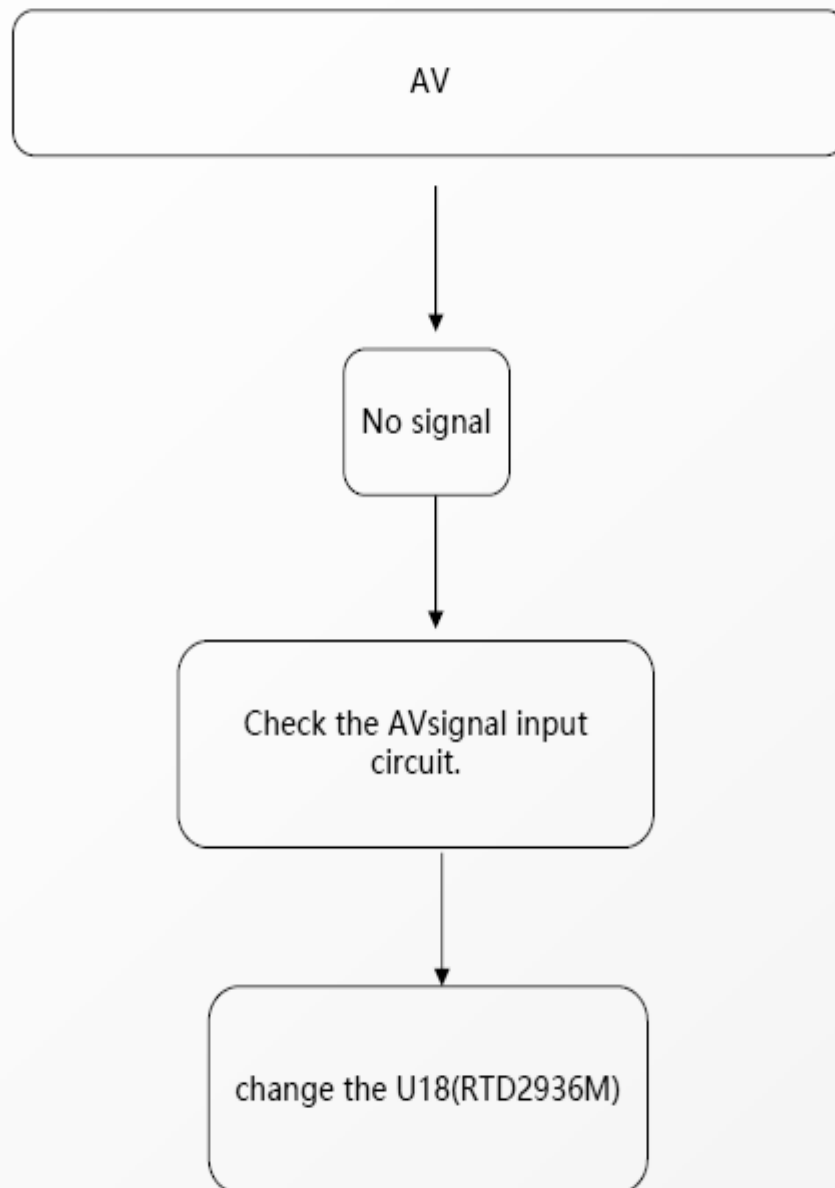 AV
No signal
Check the AVsignal input
circuit.
change the U18(RTD2936M)